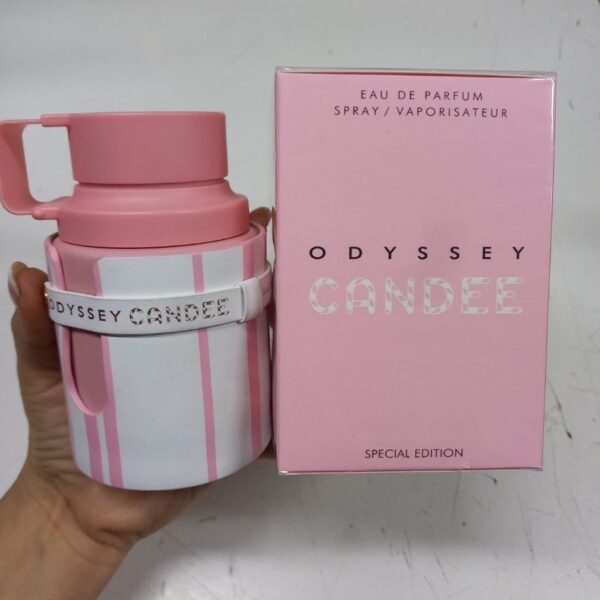 ODYSSEY CANDEE
EAU DE PARFUM
SPRAY / VAPORISATEUR
ODYSSEY
CANDEE
SPECIAL EDITION